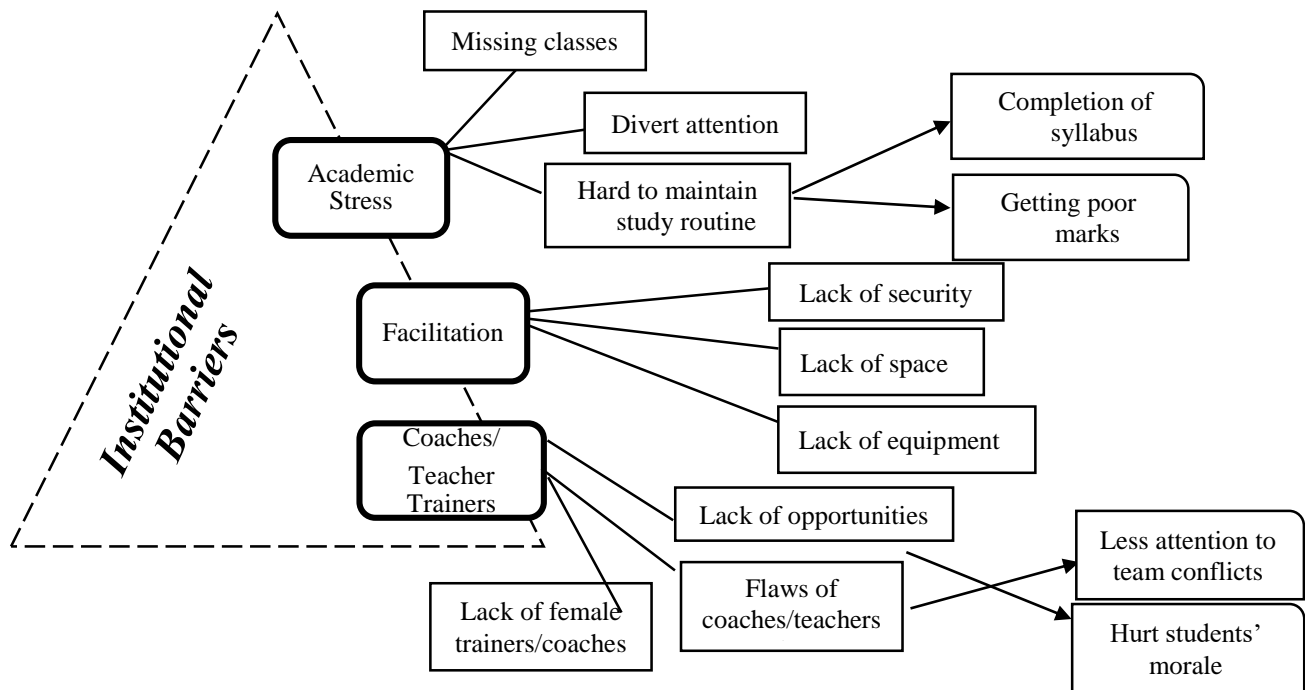 Missing classes
Divert attention
Completion of
syllabus
Academic
Stress
Hard to maintain
study routine
Getting poor
marks
Institutional
Barriers
Facilitation
Lack of security
Lack of space
Lack of equipment
Coaches/
Teacher
Trainers
Lack of opportunities
Less attention to
team conflicts
Flaws of
coaches/teachers
Lack of female
trainers/coaches
Hurt students’
morale